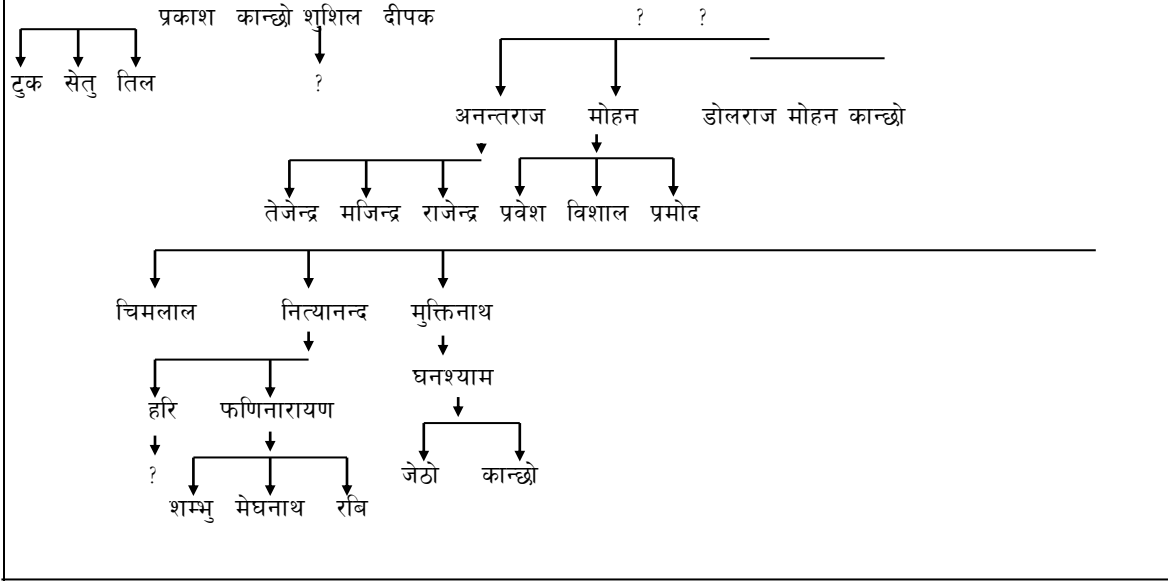 प्रकाश कान्छो शुशिल दीपक ? ?
टुक सेतु तिल ?
अनन्तराज मोहन डोलराज मोहन कान्छो
तेजेन्द्र मजिन्द्र राजेन्द्र प्रवेश विशाल प्रमोद
चिमलाल नित्यानन्द मुक्तिनाथ
घनश्याम
हरि फणिनारायण
? जेठो कान्छो
शम्भु मेघनाथ रबि